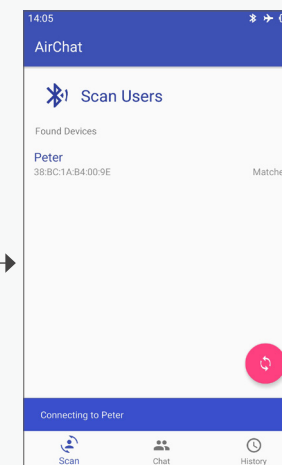 14:05
AirChat
Scan Users
Found Devices
Peter
38:BC:1A:B4:00:9E
Matche
Connecting to Peter
Scan Chat History